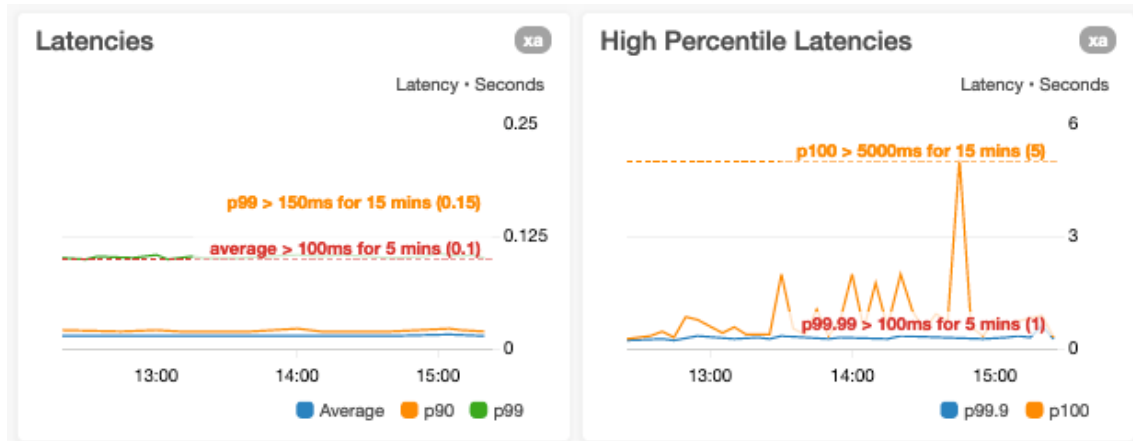 Latencies
xa
Latency • Seconds
0.25
p99 > 150ms for 15 mins (0.15)
0.125
average > 100ms for 5 mins (0.1)
0
13:00
14:00
15:00
Average
p90
p99
High Percentile Latencies
xa
Latency • Seconds
6
p100 > 5000ms for 15 mins (5)
3
p99.99 > 100ms for 5 mins (1)
0
13:00
14:00
15:00
p99.9
p100